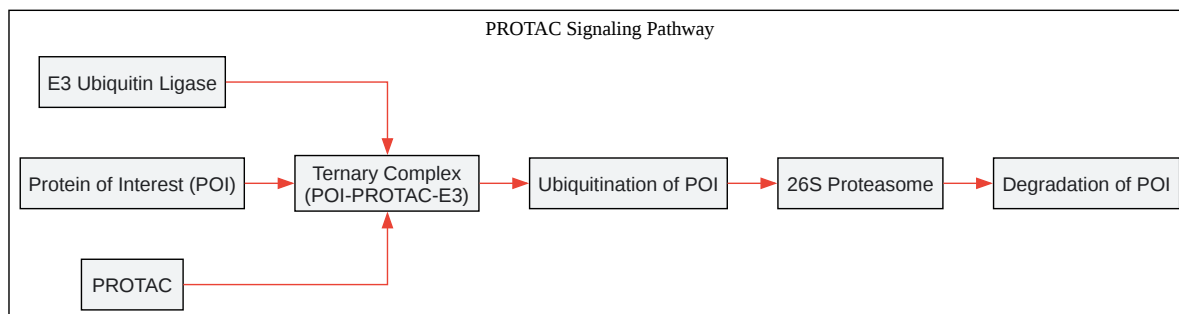 PROTAC Signaling Pathway
E3 Ubiquitin Ligase
Protein of Interest (POI)
Ternary Complex
(POI-PROTAC-E3)
Ubiquitination of POI
26S Proteasome
Degradation of POI
PROTAC